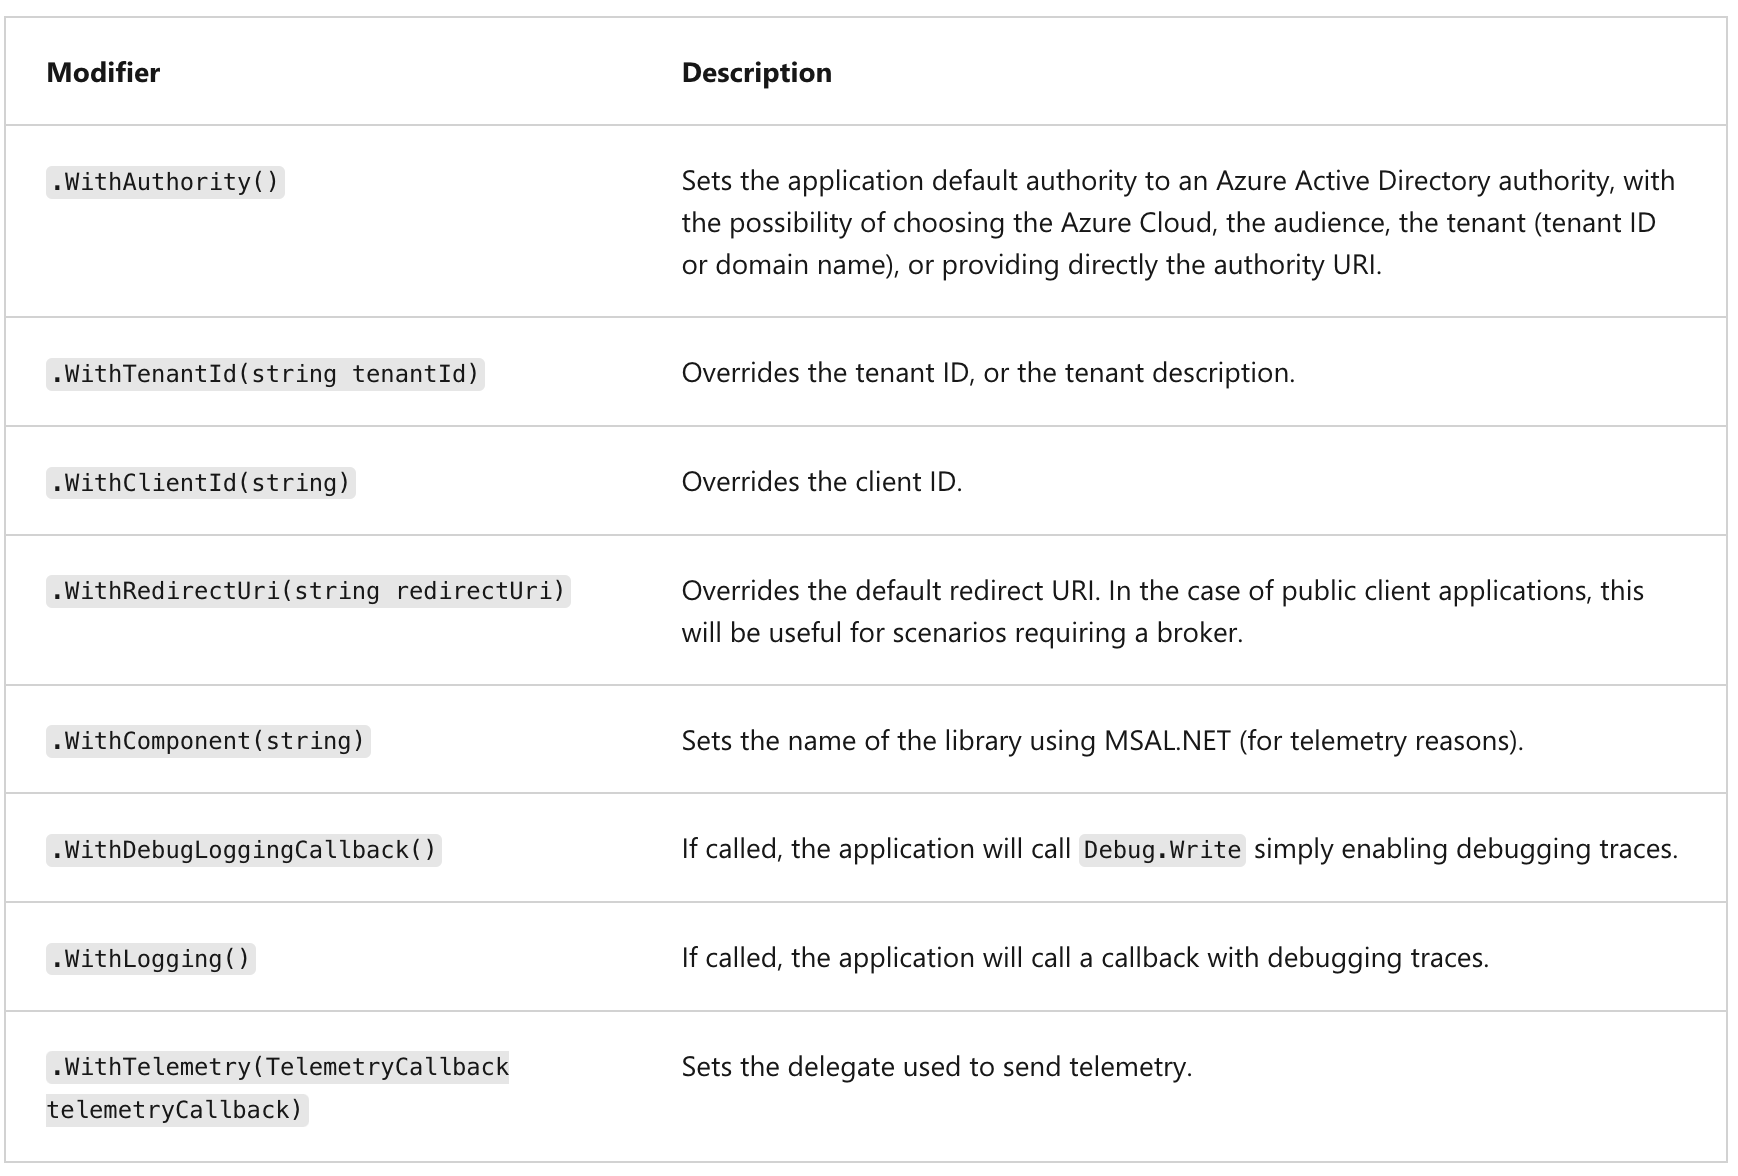 Modifier Description
.WithAuthority() Sets the application default authority to an Azure Active Directory authority, with
the possibility of choosing the Azure Cloud, the audience, the tenant (tenant ID
or domain name), or providing directly the authority URI.
.WithTenantId(string tenantId) Overrides the tenant ID, or the tenant description.
.WithClientId(string) Overrides the client ID.
.WithRedirectUri(string redirectUri) Overrides the default redirect URI. In the case of public client applications, this
will be useful for scenarios requiring a broker.
.WithComponent(string) Sets the name of the library using MSAL.NET (for telemetry reasons).
.WithDebugLoggingCallback() If called, the application will call Debug.Write simply enabling debugging traces.
.WithLogging() If called, the application will call a callback with debugging traces.
.WithTelemetry(TelemetryCallback Sets the delegate used to send telemetry.
telemetryCallback)